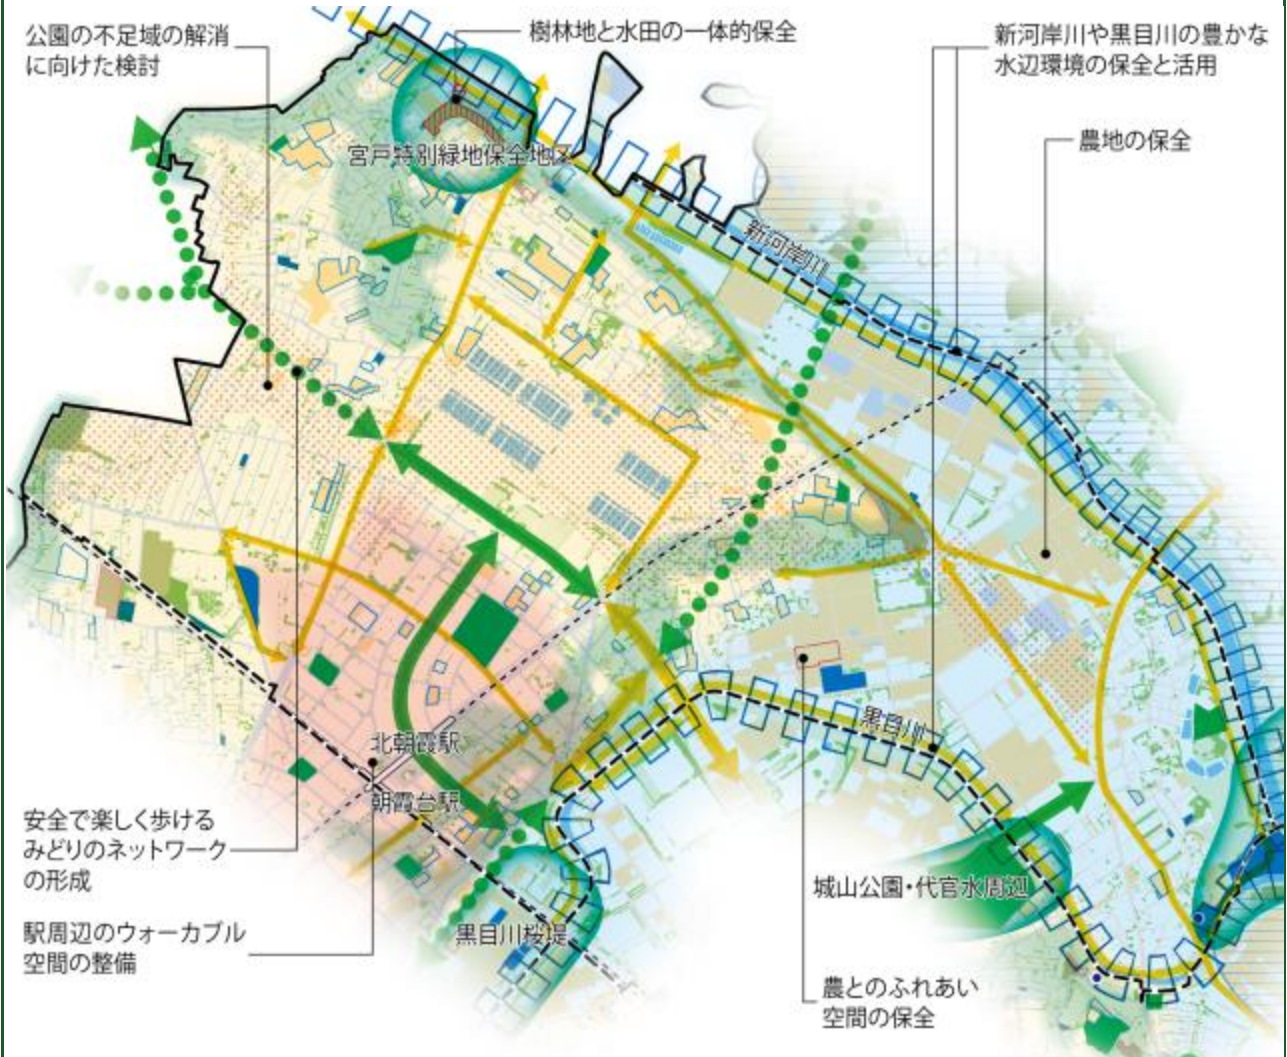 公園の不足域の解消
に向けた検討
樹林地と水田の一体的保全
新河岸川や黒目川の豊かな
水辺環境の保全と活用
農地の保全
宮戸特別緑地保全地区
新河岸川
黒目川
北朝霞駅
朝霞台駅
安全で楽しく歩ける
みどりのネットワーク
の形成
駅周辺のウォーカブル
空間の整備
黒目川桜堤
城山公園・代官水周辺
農とのふれあい
空間の保全